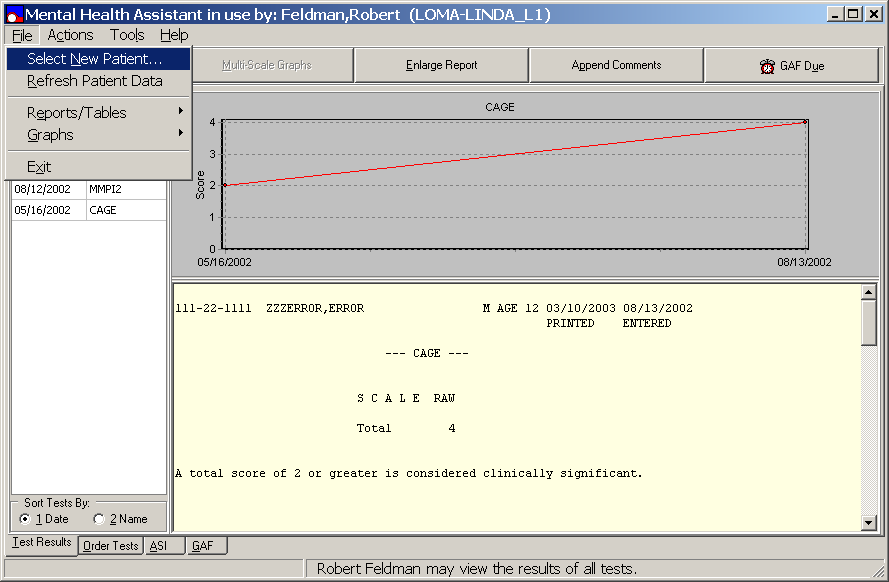 Mental Health Assistant in use by: Feldman,Robert (LOMA-LINDA_L1)
File Actions Tools Help
Select New Patient...
Refresh Patient Data
Reports/Tables
Graphs
Exit
Multi-Scale Graphs Enlarge Report Append Comments GAF Due
08/12/2002 MMPI2
05/16/2002 CAGE
CAGE
Score
4
3
2
1
0
05/16/2002 08/13/2002
111-22-1111 ZZZERROR,ERROR M AGE 12 03/10/2003 08/13/2002
PRINTED ENTERED
--- CAGE ---
S C A L E RAW
Total 4
A total score of 2 or greater is considered clinically significant.
Sort Tests By:
1 Date 2 Name
Test Results Order Tests ASI GAF
Robert Feldman may view the results of all tests.